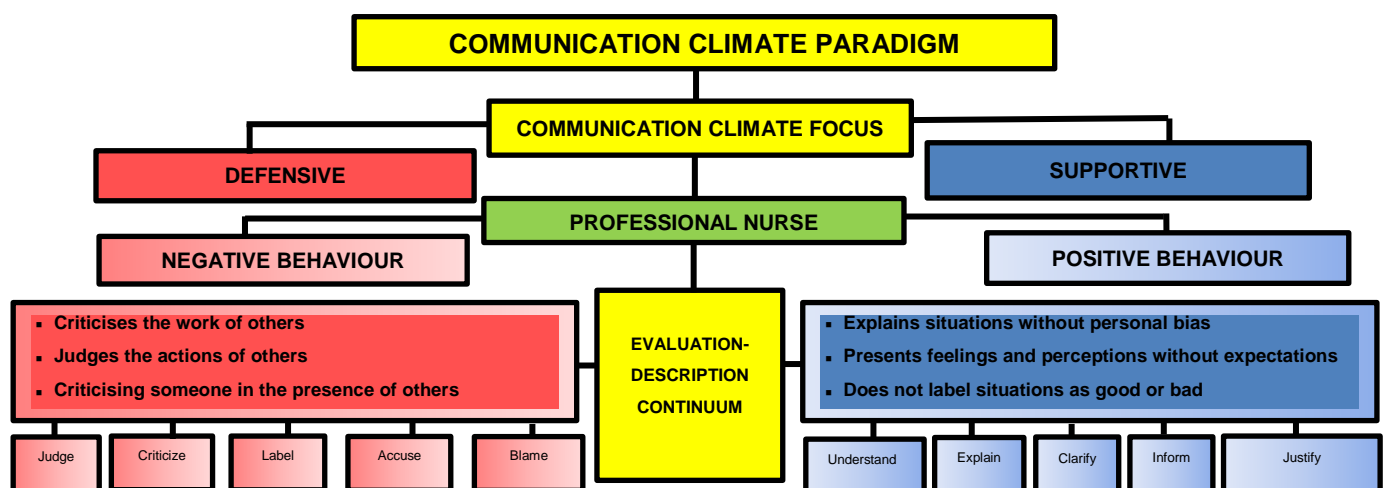 COMMUNICATION CLIMATE PARADIGM
COMMUNICATION CLIMATE FOCUS
DEFENSIVE
SUPPORTIVE
PROFESSIONAL NURSE
NEGATIVE BEHAVIOUR
POSITIVE BEHAVIOUR
▪ Criticises the work of others
▪ Judges the actions of others
▪ Criticising someone in the presence of others
EVALUATION-
DESCRIPTION
CONTINUUM
▪ Explains situations without personal bias
▪ Presents feelings and perceptions without expectations
▪ Does not label situations as good or bad
Judge
Criticize
Label
Accuse
Blame
Understand
Explain
Clarify
Inform
Justify